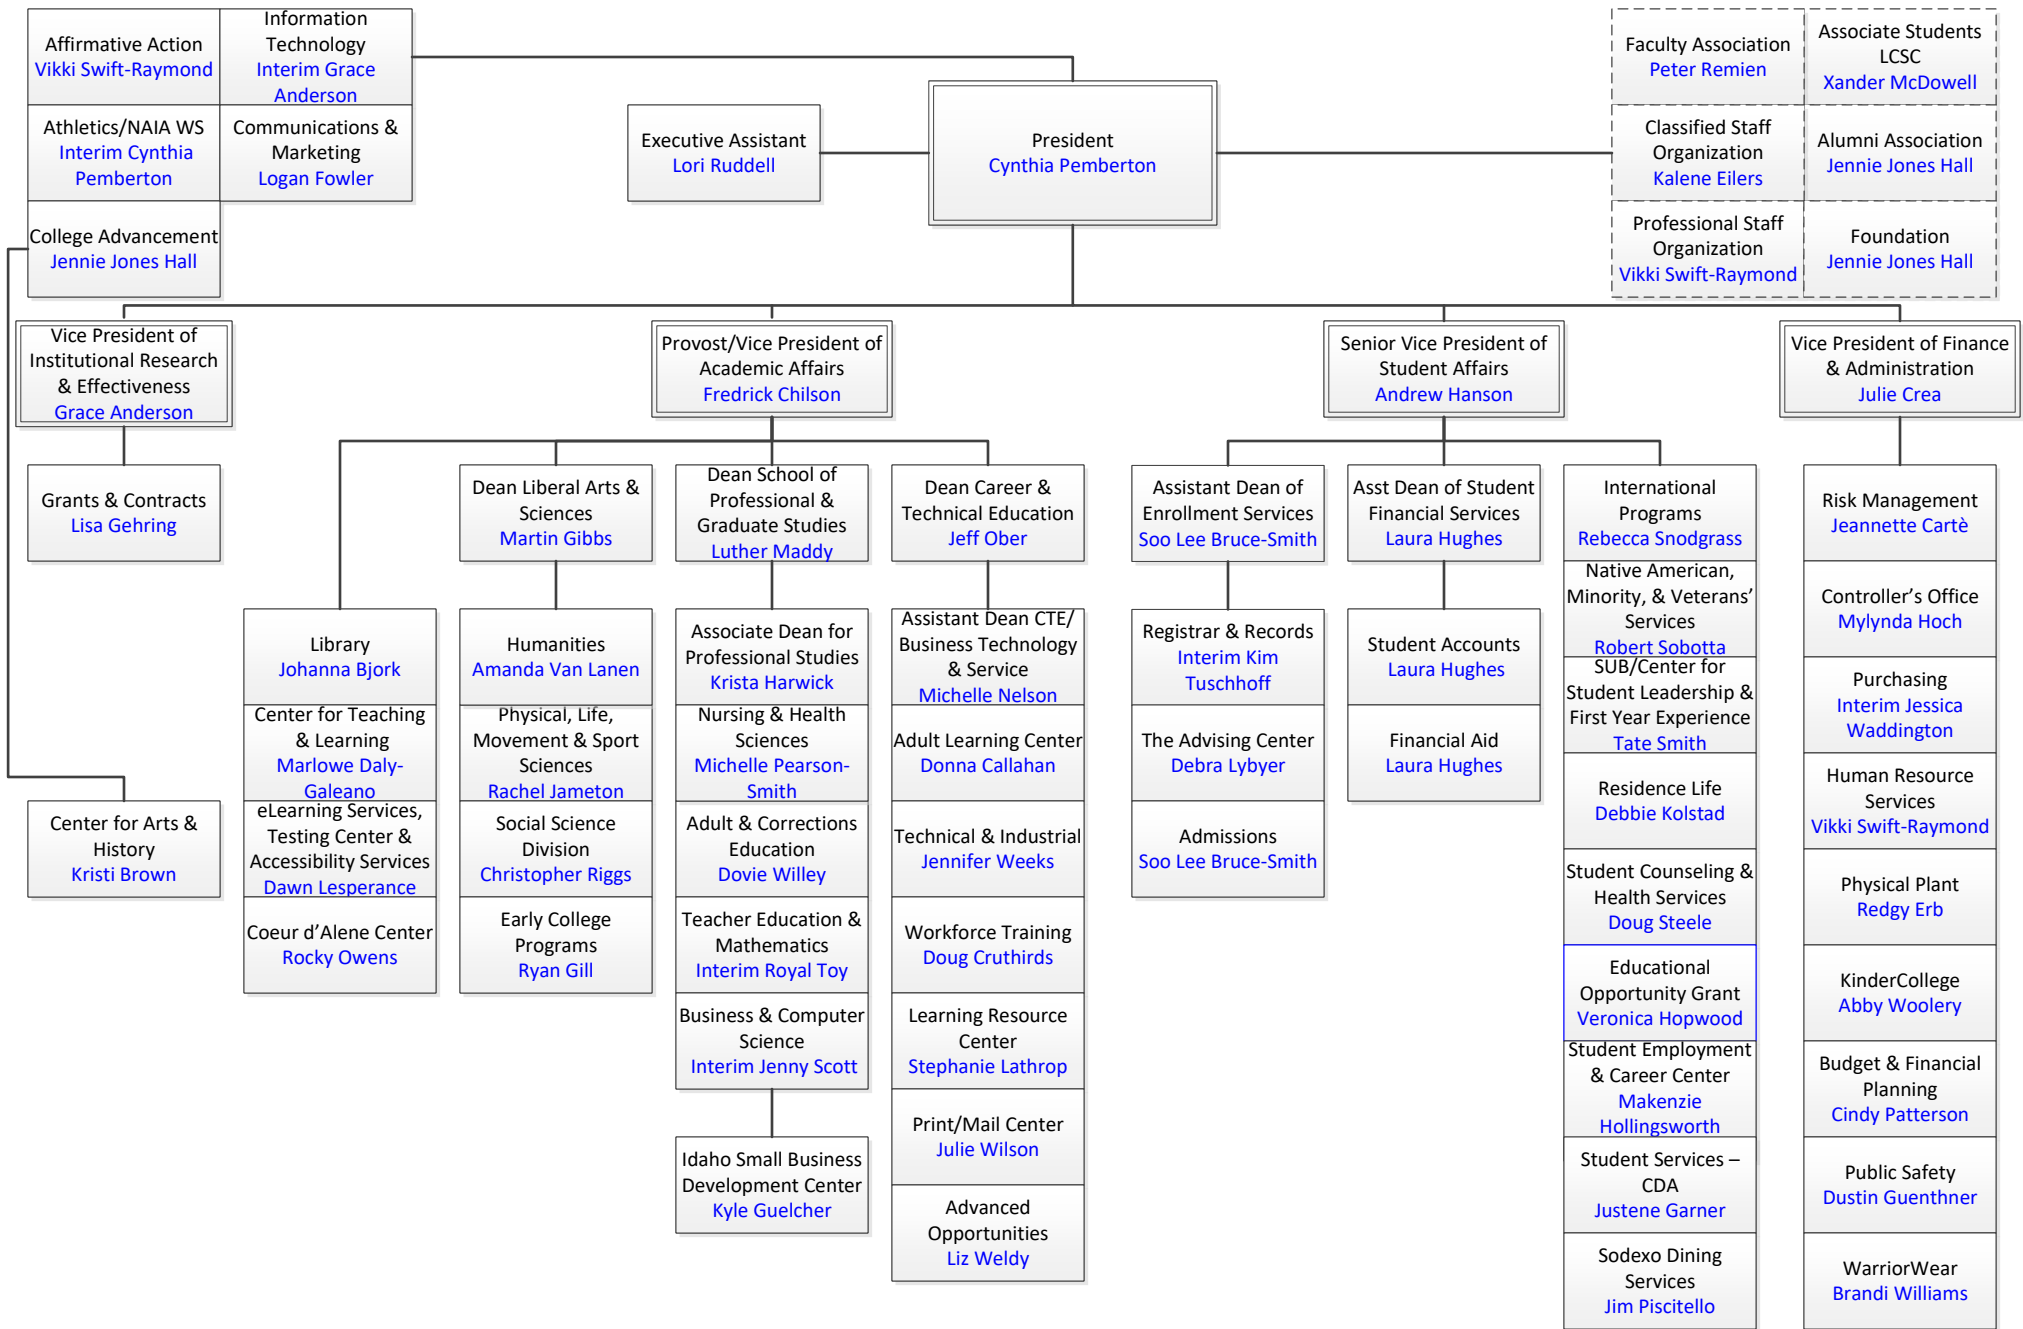 Affirmative Action
Vikki Swift-Raymond
Information
Technology
Interim Grace
Anderson
Athletics/NAIA WS
Interim Cynthia
Pemberton
Communications &
Marketing
Logan Fowler
College Advancement
Jennie Jones Hall
Executive Assistant
Lori Ruddell
President
Cynthia Pemberton
Faculty Association
Peter Remien
Associate Students
LCSC
Xander McDowell
Classified Staff
Organization
Kalene Eilers
Alumni Association
Jennie Jones Hall
Professional Staff
Organization
Vikki Swift-Raymond
Foundation
Jennie Jones Hall
Vice President of
Institutional Research
& Effectiveness
Grace Anderson
Provost/Vice President of
Academic Affairs
Fredrick Chilson
Senior Vice President of
Student Affairs
Andrew Hanson
Vice President of Finance
& Administration
Julie Crea
Grants & Contracts
Lisa Gehring
Center for Arts &
History
Kristi Brown
Library
Johanna Bjork
Center for Teaching
& Learning
Marlowe Daly-
Galeano
eLearning Services,
Testing Center &
Accessibility Services
Dawn Lesperance
Coeur d’Alene Center
Rocky Owens
Dean Liberal Arts &
Sciences
Martin Gibbs
Humanities
Amanda Van Lanen
Physical, Life,
Movement & Sport
Sciences
Rachel Jameton
Social Science
Division
Christopher Riggs
Early College
Programs
Ryan Gill
Dean School of
Professional &
Graduate Studies
Luther Maddy
Associate Dean for
Professional Studies
Krista Harwick
Nursing & Health
Sciences
Michelle Pearson-
Smith
Adult & Corrections
Education
Dovie Willey
Teacher Education &
Mathematics
Interim Royal Toy
Business & Computer
Science
Interim Jenny Scott
Idaho Small Business
Development Center
Kyle Guelcher
Dean Career &
Technical Education
Jeff Ober
Assistant Dean CTE/
Business Technology
& Service
Michelle Nelson
Adult Learning Center
Donna Callahan
Technical & Industrial
Jennifer Weeks
Workforce Training
Doug Cruthirds
Learning Resource
Center
Stephanie Lathrop
Print/Mail Center
Julie Wilson
Advanced
Opportunities
Liz Weldy
Assistant Dean of
Enrollment Services
Soo Lee Bruce-Smith
Registrar & Records
Interim Kim
Tuschhoff
The Advising Center
Debra Lybyer
Admissions
Soo Lee Bruce-Smith
Asst Dean of Student
Financial Services
Laura Hughes
Student Accounts
Laura Hughes
Financial Aid
Laura Hughes
International
Programs
Rebecca Snodgrass
Native American,
Minority, & Veterans’
Services
Robert Sobotta
SUB/Center for
Student Leadership &
First Year Experience
Tate Smith
Residence Life
Debbie Kolstad
Student Counseling &
Health Services
Doug Steele
Educational
Opportunity Grant
Veronica Hopwood
Student Employment
& Career Center
Makenzie
Hollingsworth
Student Services –
CDA
Justene Garner
Sodexo Dining
Services
Jim Piscitello
Risk Management
Jeannette Cartè
Controller’s Office
Mylynda Hoch
Purchasing
Interim Jessica
Waddington
Human Resource
Services
Vikki Swift-Raymond
Physical Plant
Redgy Erb
KinderCollege
Abby Woolery
Budget & Financial
Planning
Cindy Patterson
Public Safety
Dustin Guenthner
WarriorWear
Brandi Williams